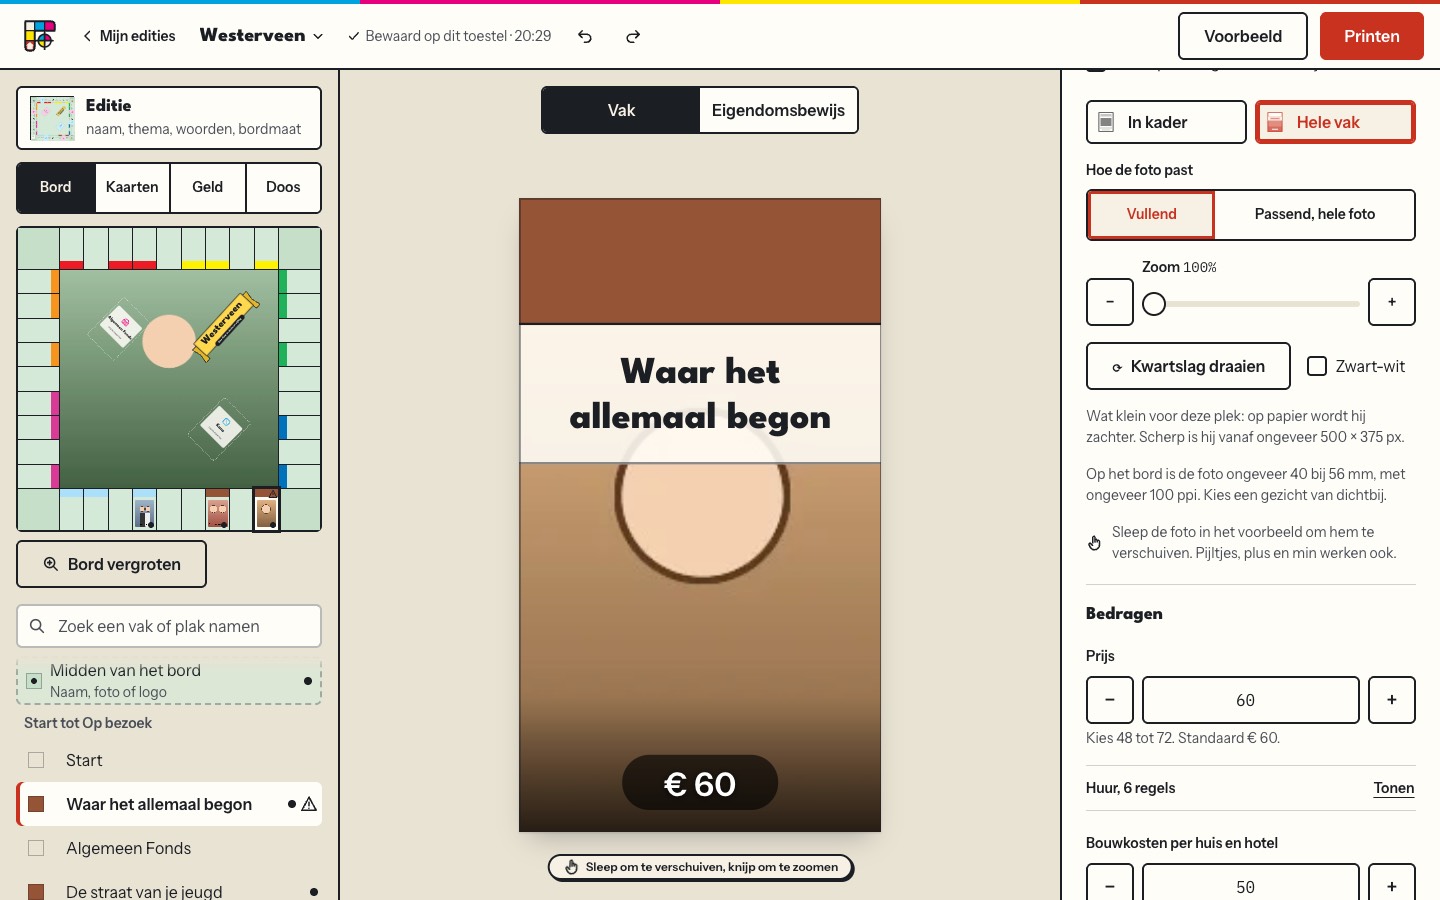 Mijn edities
Westerveen
Bewaard op dit toestel · 20:29
Voorbeeld
Printen
Editie
naam, thema, woorden, bordmaat
Bord
Kaarten
Geld
Doos
Westerveen
Bord vergroten
Zoek een vak of plak namen
Midden van het bord
Naam, foto of logo
Start tot Op bezoek
Start
Waar het allemaal begon
Algemeen Fonds
De straat van je jeugd
Vak
Eigendomsbewijs
Waar het
allemaal begon
€ 60
Sleep om te verschuiven, knijp om te zoomen
In kader
Hele vak
Hoe de foto past
Vullend
Passend, hele foto
Zoom 100%
−
+
Kwartslag draaien
Zwart-wit
Wat klein voor deze plek: op papier wordt hij
zachter. Scherp is hij vanaf ongeveer 500 × 375 px.
Op het bord is de foto ongeveer 40 bij 56 mm, met
ongeveer 100 ppi. Kies een gezicht van dichtbij.
Sleep de foto in het voorbeeld om hem te
verschuiven. Pijltjes, plus en min werken ook.
Bedragen
Prijs
− 60 +
Kies 48 tot 72. Standaard € 60.
Huur, 6 regels
Tonen
Bouwkosten per huis en hotel
− 50 +